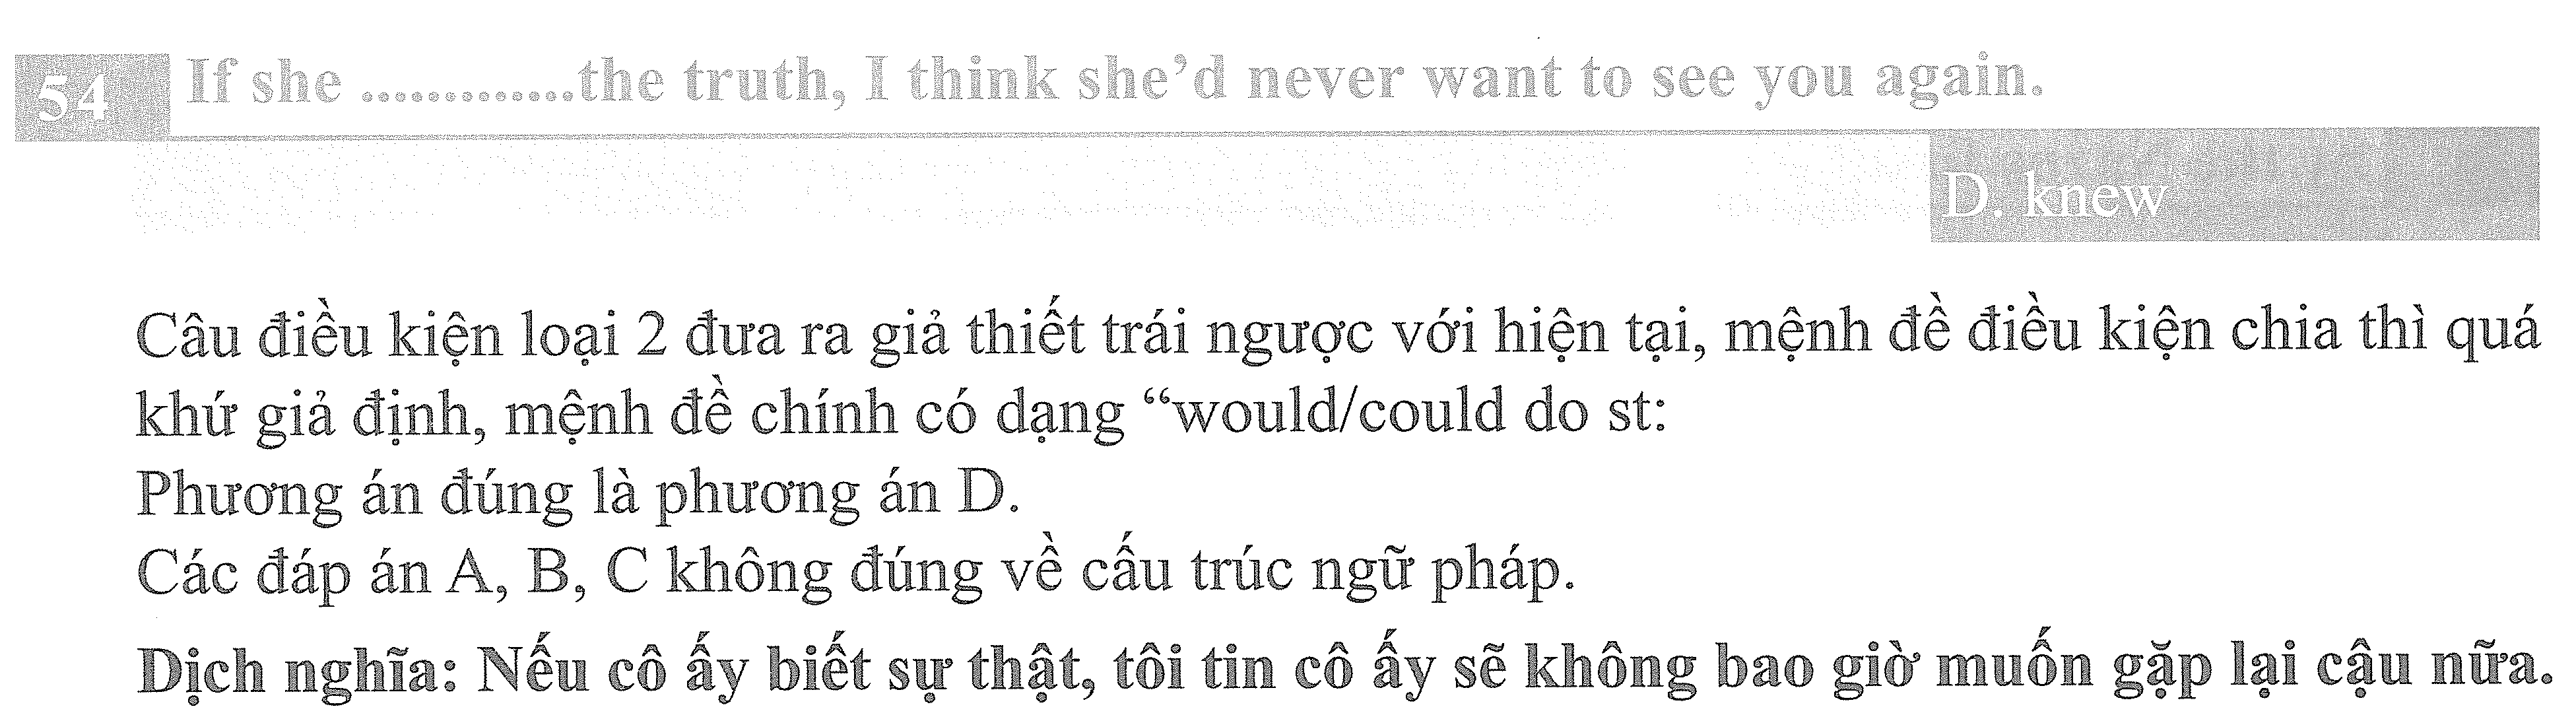 54 If she .............the truth, I think she'd never want to see you again.
D. knew
Câu điều kiện loại 2 đưa ra giả thiết trái ngược với hiện tại, mệnh đề điều kiện chia thì quá
khứ giả định, mệnh đề chính có dạng “would/could do st:
Phương án đúng là phương án D.
Các đáp án A, B, C không đúng về cấu trúc ngữ pháp.
Dịch nghĩa: Nếu cô ấy biết sự thật, tôi tin cô ấy sẽ không bao giờ muốn gặp lại cậu nữa.